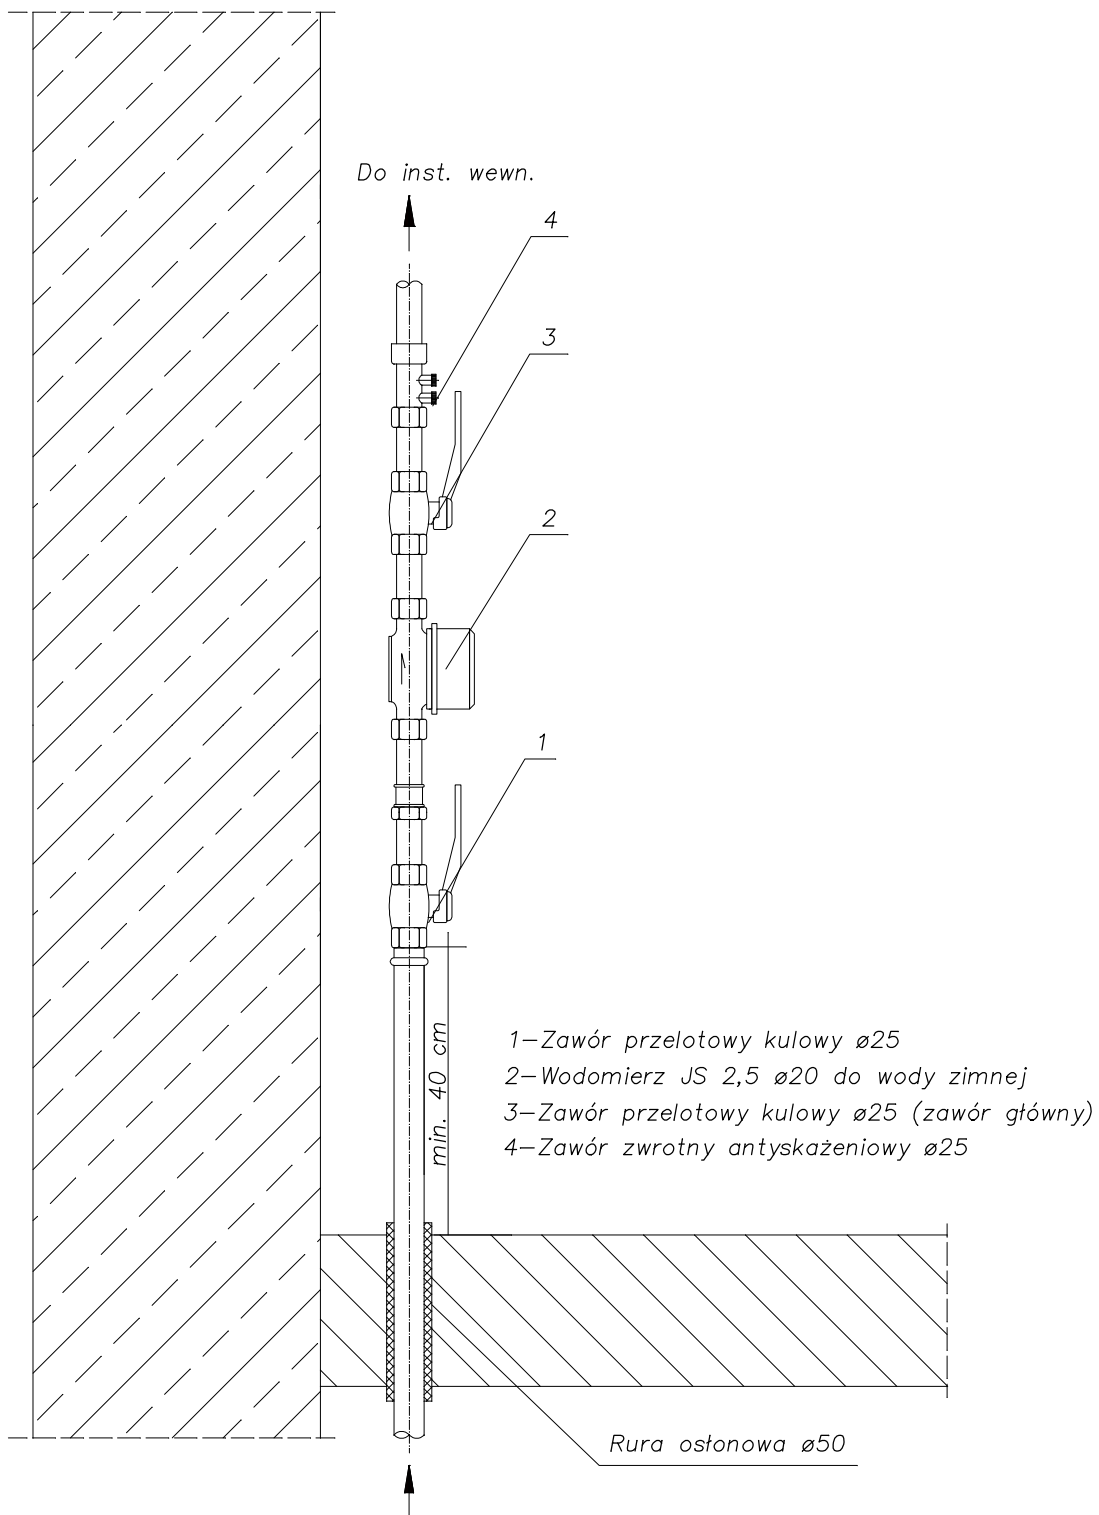 Do inst. wewn.
4
3
2
1
min. 40 cm
1-Zawór przelotowy kulowy ø25
2-Wodomierz JS 2,5 ø20 do wody zimnej
3-Zawór przelotowy kulowy ø25 (zawór główny)
4-Zawór zwrotny antyskażeniowy ø25
Rura osłonowa ø50